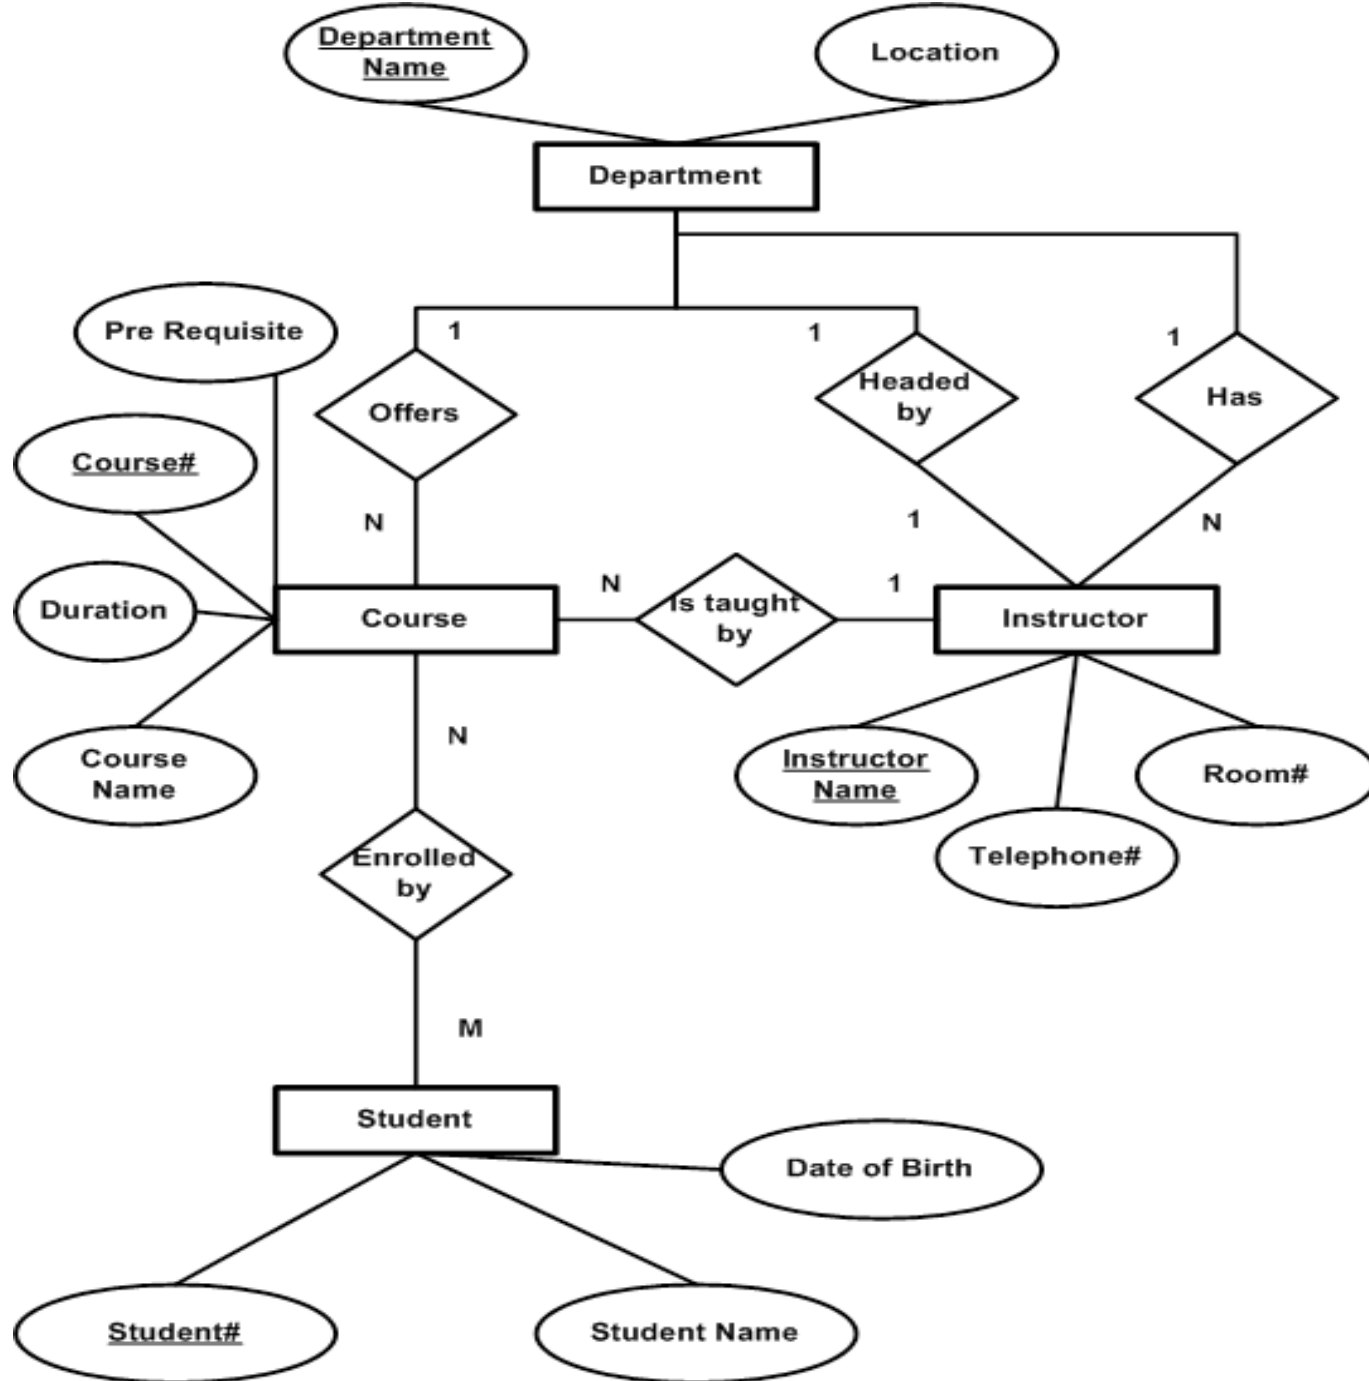 Department
Name
Location
Department
Pre Requisite
1
1
1
Headed
by
Has
Offers
Course#
N
1
N
N
1
Duration
Course
Is taught
by
Instructor
N
Course
Name
Instructor
Name
Room#
Telephone#
Enrolled
by
M
Student
Date of Birth
Student#
Student Name